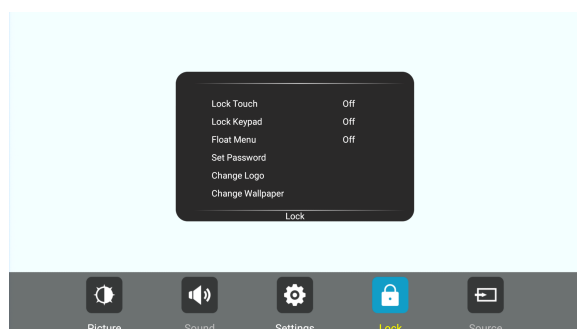 Lock Touch Off
Lock Keypad Off
Float Menu Off
Set Password
Change Logo
Change Wallpaper
Lock
Picture Sound Settings Lock Source